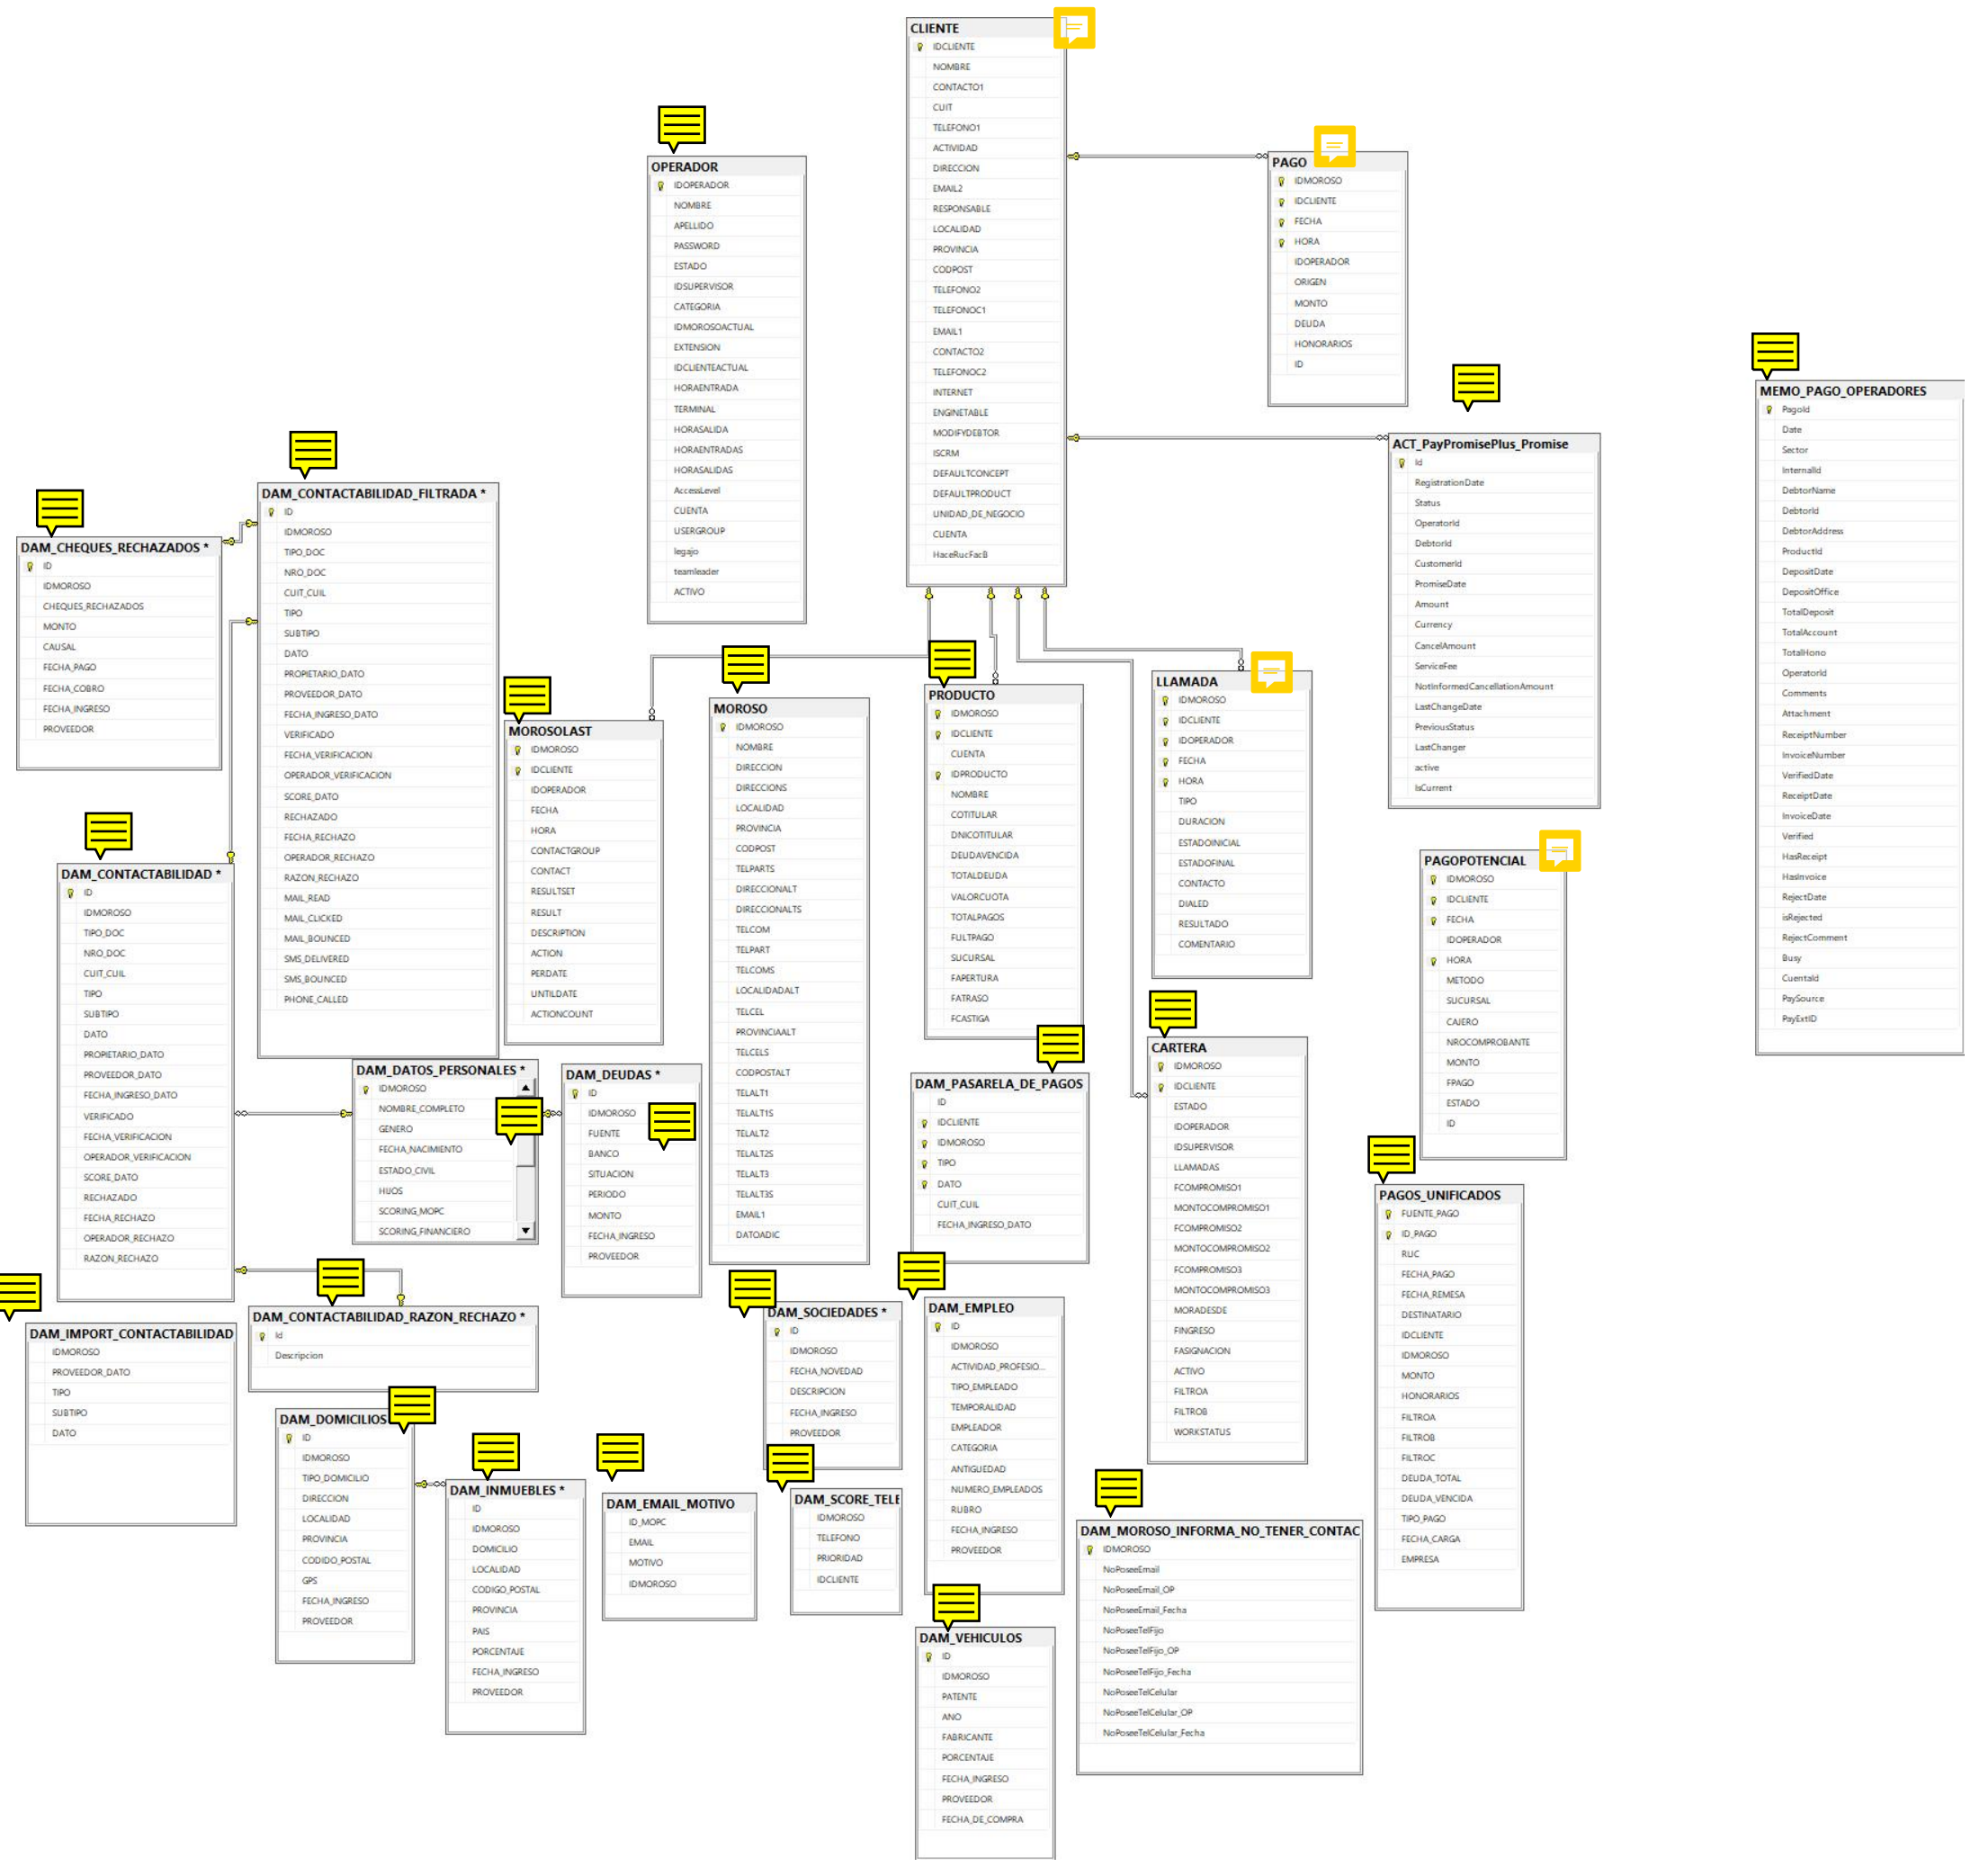 CLIENTE
IDCLIENTE
NOMBRE
CONTACTO1
CUIT
TELEFONO1
ACTIVIDAD
DIRECCION
EMAIL2
RESPONSABLE
LOCALIDAD
PROVINCIA
CODPOST
TELEFONO2
TELEFONOC1
EMAIL1
CONTACTO2
TELEFONOC2
INTERNET
ENGINETABLE
MODIFYDEBTOR
ISCRM
DEFAULTCONCEPT
DEFAULTPRODUCT
UNIDAD_DE_NEGOCIO
CUENTA
HaceRucFacB
OPERADOR
IDOPERADOR
NOMBRE
APELLIDO
PASSWORD
ESTADO
IDSUPERVISOR
CATEGORIA
IDMOROSOACTUAL
EXTENSION
IDCLIENTEACTUAL
HORAENTRADA
TERMINAL
HORASALIDA
HORAENTRADAS
HORASALIDAS
AccessLevel
CUENTA
USERGROUP
legajo
teamleader
ACTIVO
PAGO
IDMOROSO
IDCLIENTE
FECHA
HORA
IDOPERADOR
ORIGEN
MONTO
DEUDA
HONORARIOS
ID
MEMO_PAGO_OPERADORES
PagoId
Date
Sector
InternalId
DebtorName
DebtorId
DebtorAddress
ProductId
DepositDate
DepositOffice
TotalDeposit
TotalAccount
TotalHono
OperatorId
Comments
Attachment
ReceiptNumber
InvoiceNumber
VerifiedDate
ReceiptDate
InvoiceDate
Verified
HasReceipt
HasInvoice
RejectDate
isRejected
RejectComment
Busy
CuentaId
PaySource
PayExtID
ACT_PayPromisePlus_Promise
Id
RegistrationDate
Status
OperatorId
DebtorId
CustomerId
PromiseDate
Amount
Currency
CancelAmount
ServiceFee
NotInformedCancellationAmount
LastChangeDate
PreviousStatus
LastChanger
active
IsCurrent
DAM_CONTACTABILIDAD_FILTRADA *
ID
IDMOROSO
TIPO_DOC
NRO_DOC
CUIT_CUIL
TIPO
SUBTIPO
DATO
PROPIETARIO_DATO
PROVEEDOR_DATO
FECHA_INGRESO_DATO
VERIFICADO
FECHA_VERIFICACION
OPERADOR_VERIFICACION
SCORE_DATO
RECHAZADO
FECHA_RECHAZO
OPERADOR_RECHAZO
RAZON_RECHAZO
MAIL_READ
MAIL_CLICKED
MAIL_BOUNCED
SMS_DELIVERED
SMS_BOUNCED
PHONE_CALLED
DAM_CHEQUES_RECHAZADOS *
ID
IDMOROSO
CHEQUES_RECHAZADOS
MONTO
CAUSAL
FECHA_PAGO
FECHA_COBRO
FECHA_INGRESO
PROVEEDOR
LLAMADA
IDMOROSO
IDCLIENTE
IDOPERADOR
FECHA
HORA
TIPO
DURACION
ESTADOINICIAL
ESTADOFINAL
CONTACTO
DIALED
RESULTADO
COMENTARIO
PRODUCTO
IDMOROSO
IDCLIENTE
CUENTA
IDPRODUCTO
NOMBRE
COTITULAR
DNICOTITULAR
DEUDAVENCIDA
TOTALDEUDA
VALORCUOTA
TOTALPAGOS
FULTPAGO
SUCURSAL
FAPERTURA
FATRASO
FCASTIGA
MOROSO
IDMOROSO
NOMBRE
DIRECCION
DIRECCIONS
LOCALIDAD
PROVINCIA
CODPOST
TELPARTS
DIRECCIONALT
DIRECCIONALTS
TELCOM
TELPART
TELCOMS
LOCALIDADALT
TELCEL
PROVINCIAALT
TELCELS
CODPOSTALT
TELALT1
TELALT1S
TELALT2
TELALT2S
TELALT3
TELALT3S
EMAIL1
DATOADIC
MOROSOLAST
IDMOROSO
IDCLIENTE
IDOPERADOR
FECHA
HORA
CONTACTGROUP
CONTACT
RESULTSET
RESULT
DESCRIPTION
ACTION
PERDATE
UNTILDATE
ACTIONCOUNT
PAGOPOTENCIAL
IDMOROSO
IDCLIENTE
FECHA
IDOPERADOR
HORA
METODO
SUCURSAL
CAJERO
NROCOMPROBANTE
MONTO
FPAGO
ESTADO
ID
DAM_CONTACTABILIDAD *
ID
IDMOROSO
TIPO_DOC
NRO_DOC
CUIT_CUIL
TIPO
SUBTIPO
DATO
PROPIETARIO_DATO
PROVEEDOR_DATO
FECHA_INGRESO_DATO
VERIFICADO
FECHA_VERIFICACION
OPERADOR_VERIFICACION
SCORE_DATO
RECHAZADO
FECHA_RECHAZO
OPERADOR_RECHAZO
RAZON_RECHAZO
CARTERA
IDMOROSO
IDCLIENTE
ESTADO
IDOPERADOR
IDSUPERVISOR
LLAMADAS
FCOMPROMISO1
MONTOCOMPROMISO1
FCOMPROMISO2
MONTOCOMPROMISO2
FCOMPROMISO3
MONTOCOMPROMISO3
MORADESDE
FINGRESO
FASIGNACION
ACTIVO
FILTROA
FILTROB
WORKSTATUS
DAM_DATOS_PERSONALES *
IDMOROSO
NOMBRE_COMPLETO
GENERO
FECHA_NACIMIENTO
ESTADO_CIVIL
HIJOS
SCORING_MOPC
SCORING_FINANCIERO
DAM_DEUDAS *
ID
IDMOROSO
FUENTE
BANCO
SITUACION
PERIODO
MONTO
FECHA_INGRESO
PROVEEDOR
DAM_PASARELA_DE_PAGOS
ID
IDCLIENTE
IDMOROSO
TIPO
DATO
CUIT_CUIL
FECHA_INGRESO_DATO
PAGOS_UNIFICADOS
FUENTE_PAGO
ID_PAGO
RUC
FECHA_PAGO
FECHA_REMESA
DESTINATARIO
IDCLIENTE
IDMOROSO
MONTO
HONORARIOS
FILTROA
FILTROB
FILTROC
DEUDA_TOTAL
DEUDA_VENCIDA
TIPO_PAGO
FECHA_CARGA
EMPRESA
DAM_CONTACTABILIDAD_RAZON_RECHAZO *
Id
Descripcion
DAM_IMPORT_CONTACTABILIDAD
IDMOROSO
PROVEEDOR_DATO
TIPO
SUBTIPO
DATO
DAM_SOCIEDADES *
ID
IDMOROSO
FECHA_NOVEDAD
DESCRIPCION
FECHA_INGRESO
PROVEEDOR
DAM_EMPLEO
ID
IDMOROSO
ACTIVIDAD_PROFESIO...
TIPO_EMPLEADO
TEMPORALIDAD
EMPLEADOR
CATEGORIA
ANTIGUEDAD
NUMERO_EMPLEADOS
RUBRO
FECHA_INGRESO
PROVEEDOR
DAM_DOMICILIOS
ID
IDMOROSO
TIPO_DOMICILIO
DIRECCION
LOCALIDAD
PROVINCIA
CODIDO_POSTAL
GPS
FECHA_INGRESO
PROVEEDOR
DAM_INMUEBLES *
ID
IDMOROSO
DOMICILIO
LOCALIDAD
CODIGO_POSTAL
PROVINCIA
PAIS
PORCENTAJE
FECHA_INGRESO
PROVEEDOR
DAM_EMAIL_MOTIVO
ID_MOPC
EMAIL
MOTIVO
IDMOROSO
DAM_SCORE_TELE
IDMOROSO
TELEFONO
PRIORIDAD
IDCLIENTE
DAM_MOROSO_INFORMA_NO_TENER_CONTAC
IDMOROSO
NoPoseeEmail
NoPoseeEmail_OP
NoPoseeEmail_Fecha
NoPoseeTelFijo
NoPoseeTelFijo_OP
NoPoseeTelFijo_Fecha
NoPoseeTelCelular
NoPoseeTelCelular_OP
NoPoseeTelCelular_Fecha
DAM_VEHICULOS
ID
IDMOROSO
PATENTE
ANO
FABRICANTE
PORCENTAJE
FECHA_INGRESO
PROVEEDOR
FECHA_DE_COMPRA